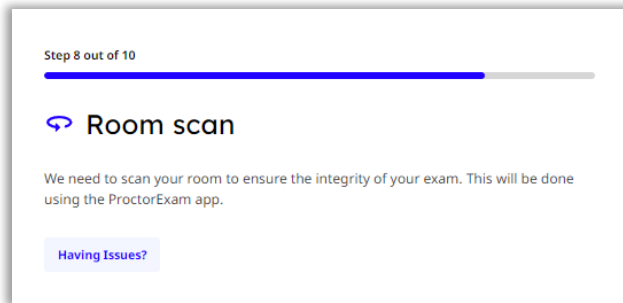 Step 8 out of 10
Room scan
We need to scan your room to ensure the integrity of your exam. This will be done
using the ProctorExam app.
Having Issues?